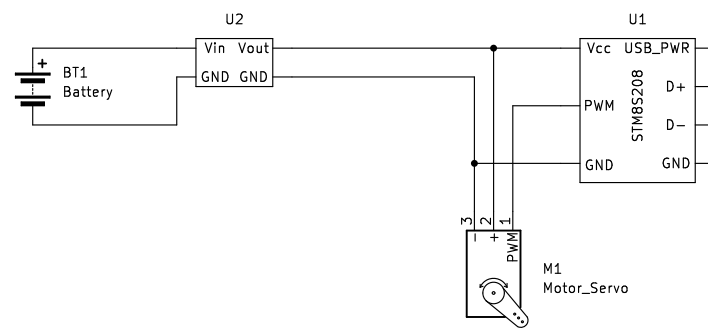 U2
Vin Vout
GND GND
+
BT1
Battery
U1
Vcc USB_PWR
STM8S208
D+
PWM
D-
GND GND
3 2 1
- + PWM
M1
Motor_Servo